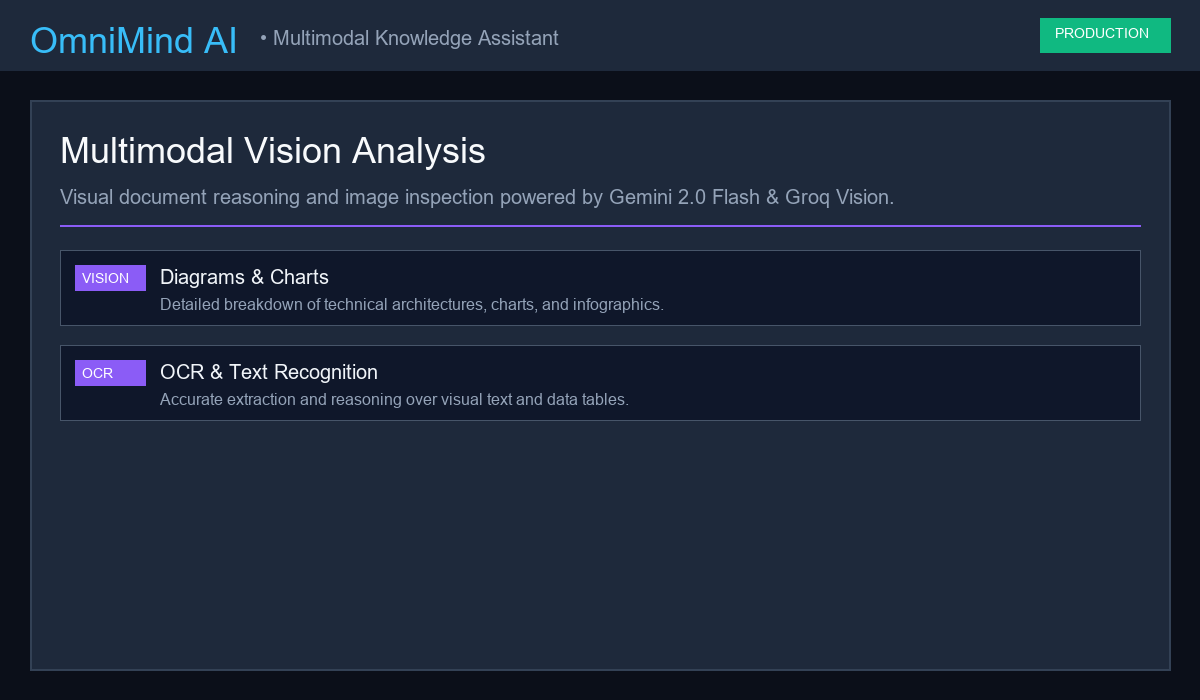 OmniMind AI • Multimodal Knowledge Assistant PRODUCTION
Multimodal Vision Analysis
Visual document reasoning and image inspection powered by Gemini 2.0 Flash & Groq Vision.
VISION Diagrams & Charts
Detailed breakdown of technical architectures, charts, and infographics.
OCR OCR & Text Recognition
Accurate extraction and reasoning over visual text and data tables.